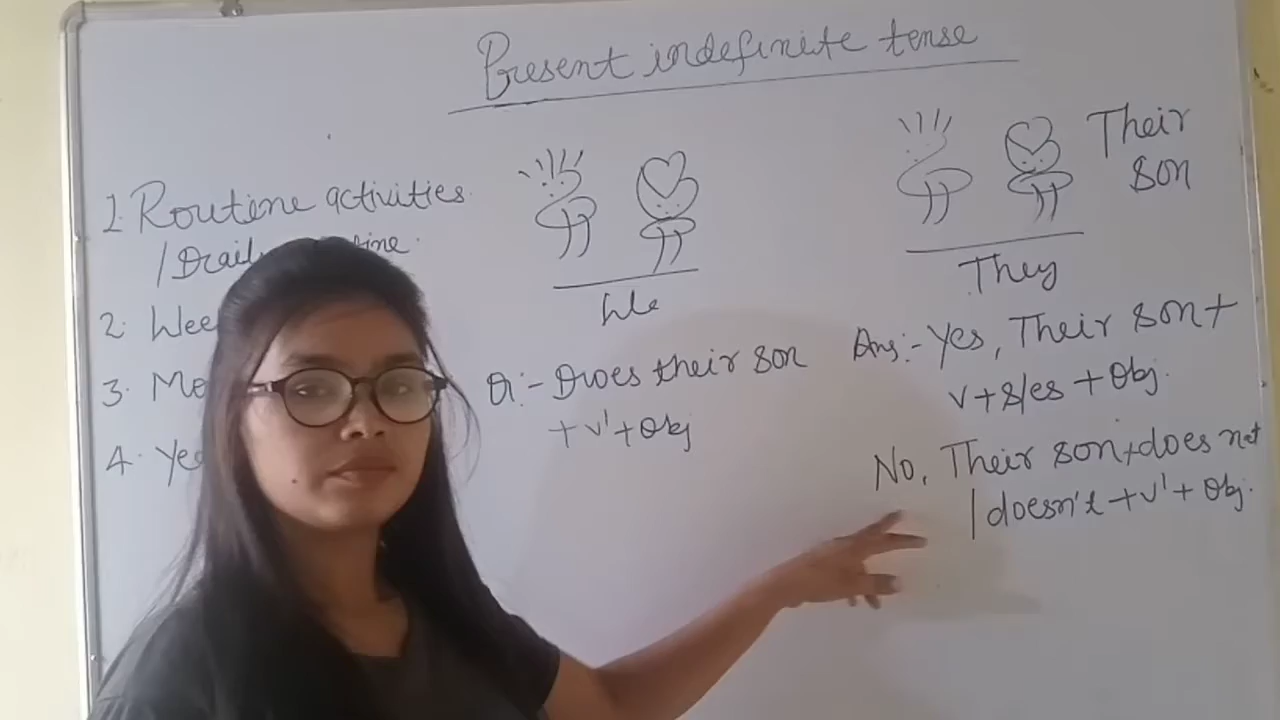 Present indefinite tense
1. Routine activities.
/Daily
2. Wee
3. Mo
4. Yea
We
Q:- Does their son
+ v¹ + Obj
Their
son
They
Ans:- Yes, Their son +
v + s/es + Obj.
No, Their son + does not
/doesn't + v¹ + Obj.